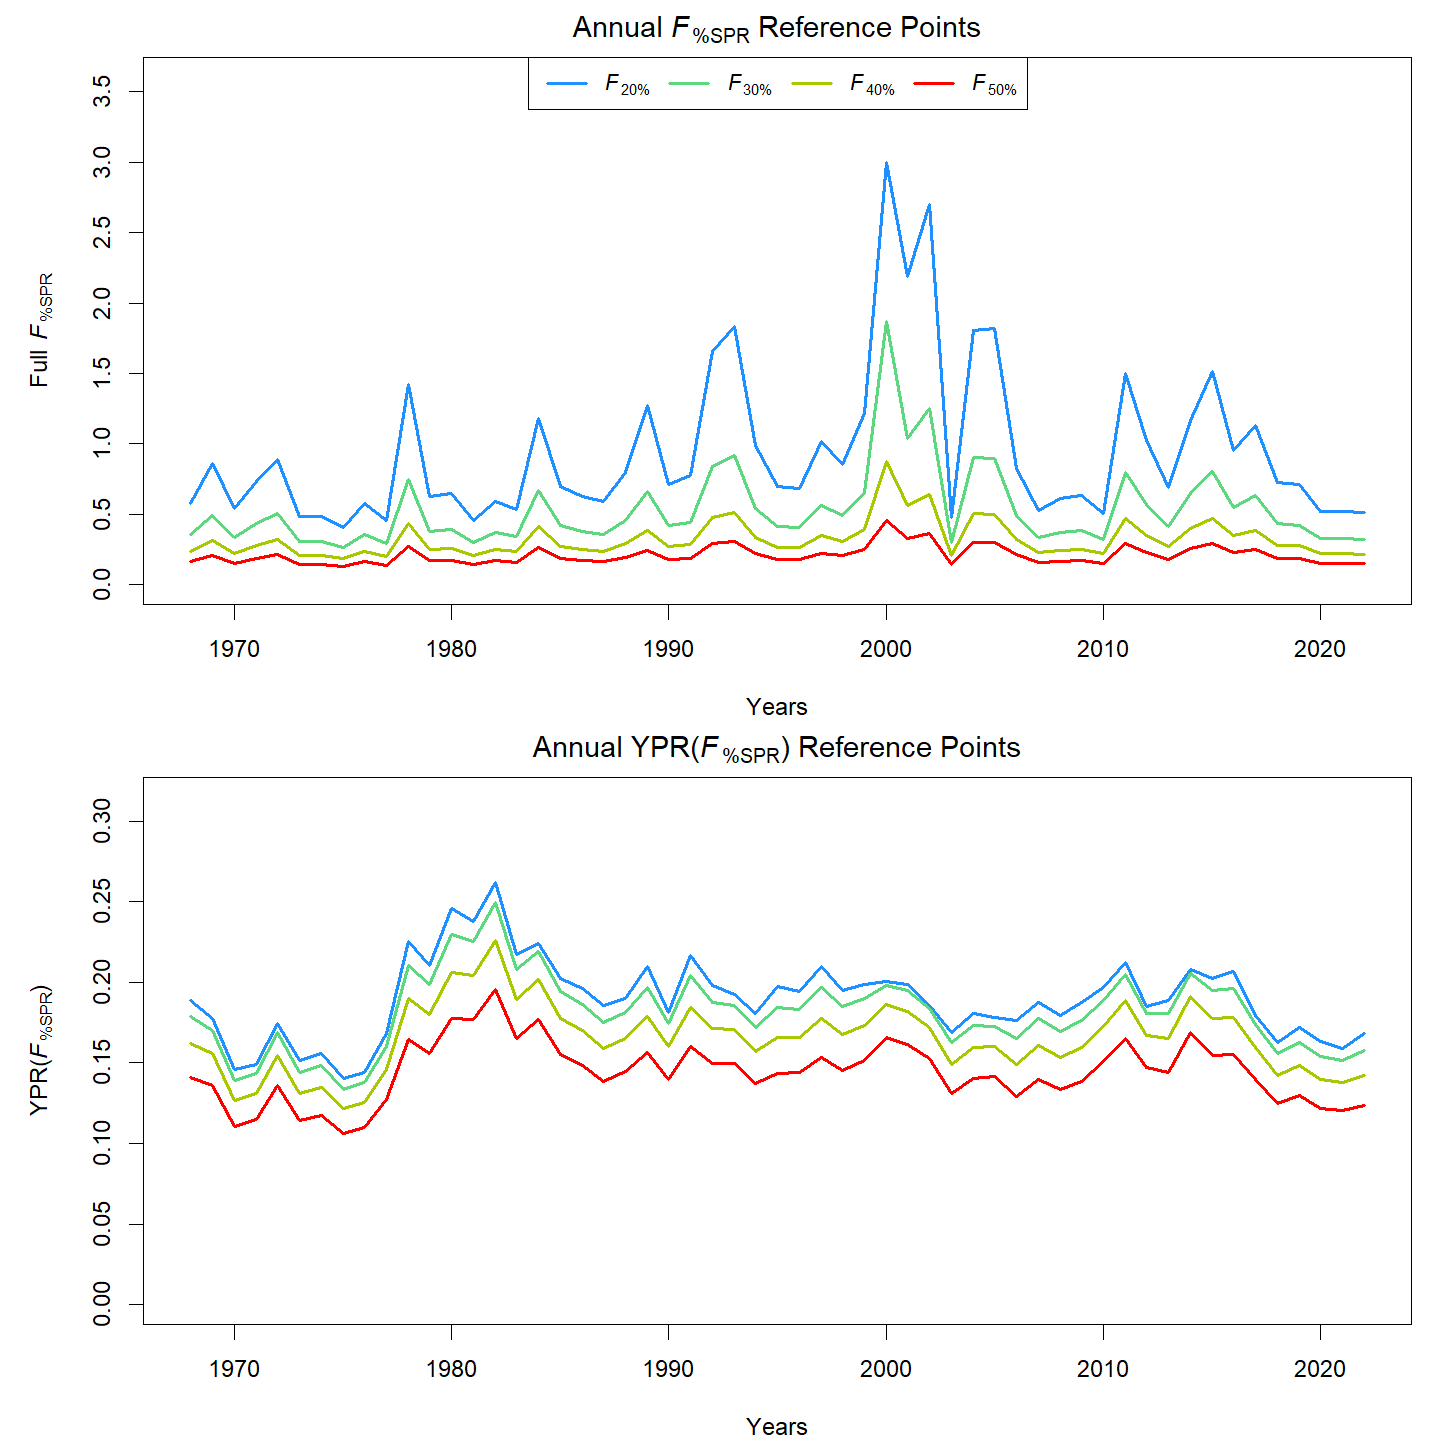 Annual F%SPR Reference Points
F20% F30% F40% F50%
Full F%SPR
3.5
3.0
2.5
2.0
1.5
1.0
0.5
0.0
1970 1980 1990 2000 2010 2020
Years
Annual YPR(F%SPR) Reference Points
YPR(F%SPR)
0.30
0.25
0.20
0.15
0.10
0.05
0.00
1970 1980 1990 2000 2010 2020
Years